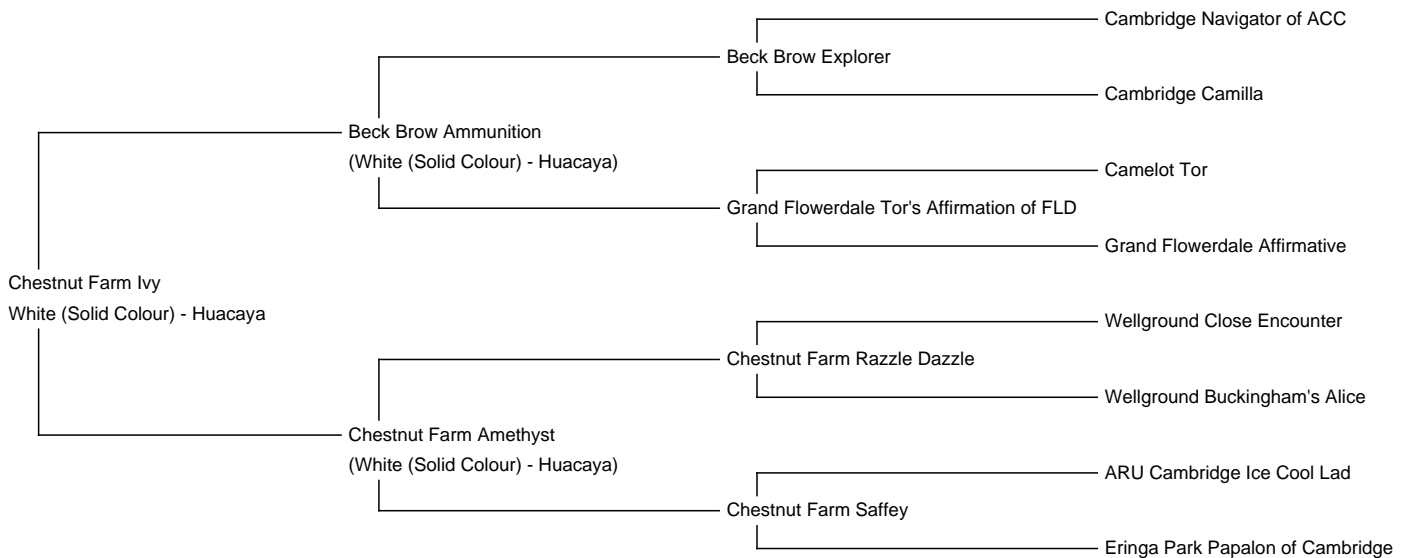 Cambridge Navigator of ACC
Beck Brow Explorer
Cambridge Camilla
Beck Brow Ammunition
(White (Solid Colour) - Huacaya)
Camelot Tor
Grand Flowerdale Tor's Affirmation of FLD
Grand Flowerdale Affirmative
Chestnut Farm Ivy
White (Solid Colour) - Huacaya
Wellground Close Encounter
Chestnut Farm Razzle Dazzle
Wellground Buckingham's Alice
Chestnut Farm Amethyst
(White (Solid Colour) - Huacaya)
ARU Cambridge Ice Cool Lad
Chestnut Farm Saffey
Eringa Park Papalon of Cambridge